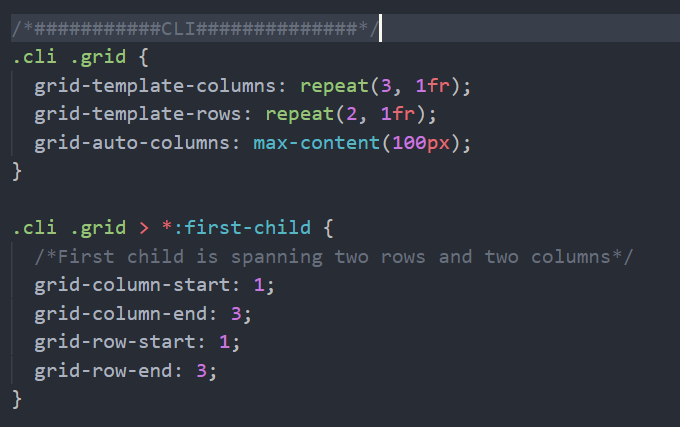 /*###########CLI##############*/
.cli .grid {
  grid-template-columns: repeat(3, 1fr);
  grid-template-rows: repeat(2, 1fr);
  grid-auto-columns: max-content(100px);
}

.cli .grid > *:first-child {
  /*First child is spanning two rows and two columns*/
  grid-column-start: 1;
  grid-column-end: 3;
  grid-row-start: 1;
  grid-row-end: 3;
}